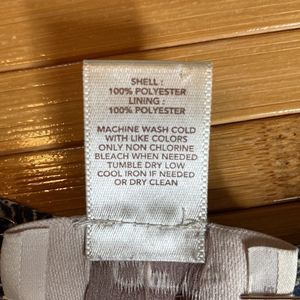 SHELL :
100% POLYESTER
LINING :
100% POLYESTER
MACHINE WASH COLD
WITH LIKE COLORS
ONLY NON CHLORINE
BLEACH WHEN NEEDED
TUMBLE DRY LOW
COOL IRON IF NEEDED
OR DRY CLEAN